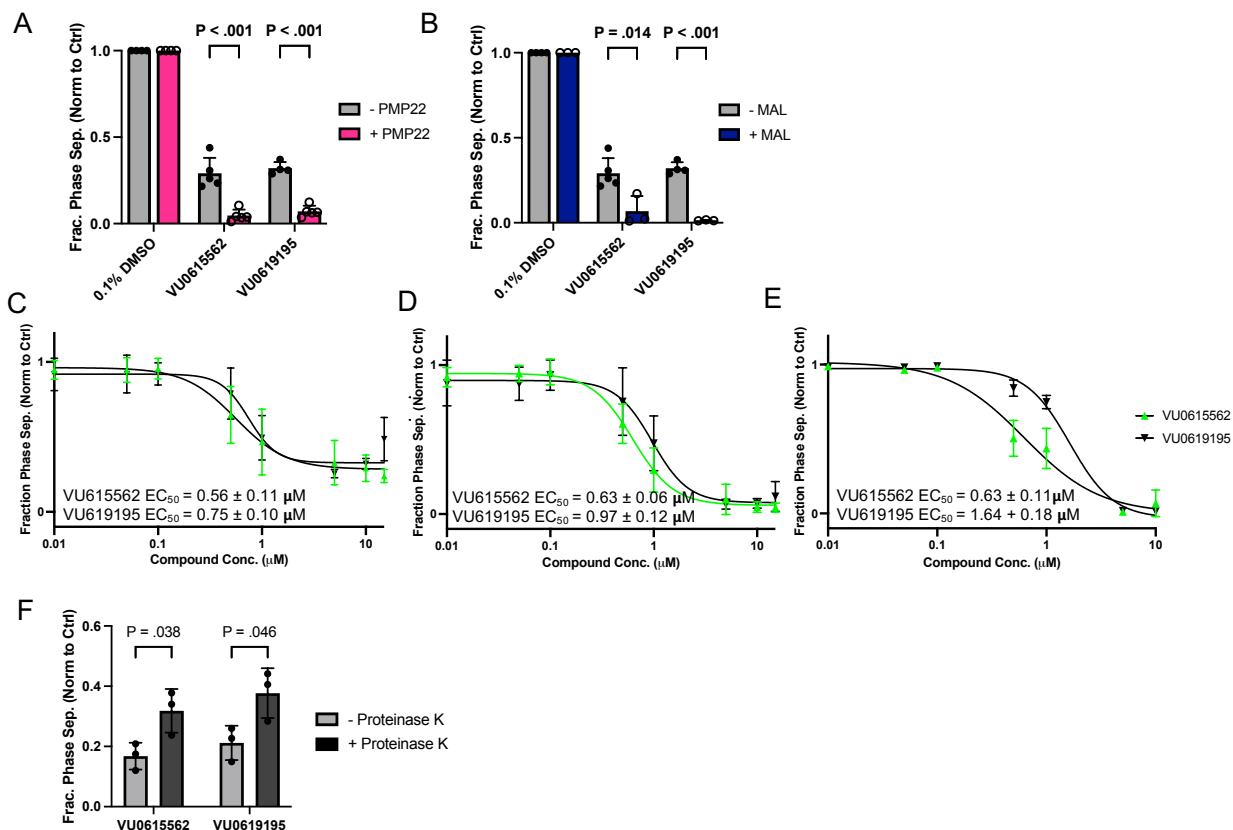 A
P < .001
P < .001
Frac. Phase Sep. (Norm to Ctrl)
1.0
0.5
0.0
0.1% DMSO
VU0615562
VU0619195
- PMP22
+ PMP22
B
P = .014
P < .001
Frac. Phase Sep. (Norm to Ctrl)
1.0
0.5
0.0
0.1% DMSO
VU0615562
VU0619195
- MAL
+ MAL
C
Fraction Phase Sep. (Norm to Ctrl)
1
0
VU615562 EC50 = 0.56 ± 0.11 μM
VU619195 EC50 = 0.75 ± 0.10 μM
0.01
0.1
1
10
Compound Conc. (μM)
D
Fraction Phase Sep. (Norm to Ctrl)
1
0
VU615562 EC50 = 0.63 ± 0.06 μM
VU619195 EC50 = 0.97 ± 0.12 μM
0.01
0.1
1
10
Compound Conc. (μM)
E
Fraction Phase Sep. (Norm to Ctrl)
1
0
VU615562 EC50 = 0.63 ± 0.11μM
VU619195 EC50 = 1.64 + 0.18 μM
0.01
0.1
1
10
Compound Conc. (μM)
VU0615562
VU0619195
F
P = .038
P = .046
Frac. Phase Sep. (Norm to Ctrl)
0.6
0.4
0.2
0.0
VU0615562
VU0619195
- Proteinase K
+ Proteinase K